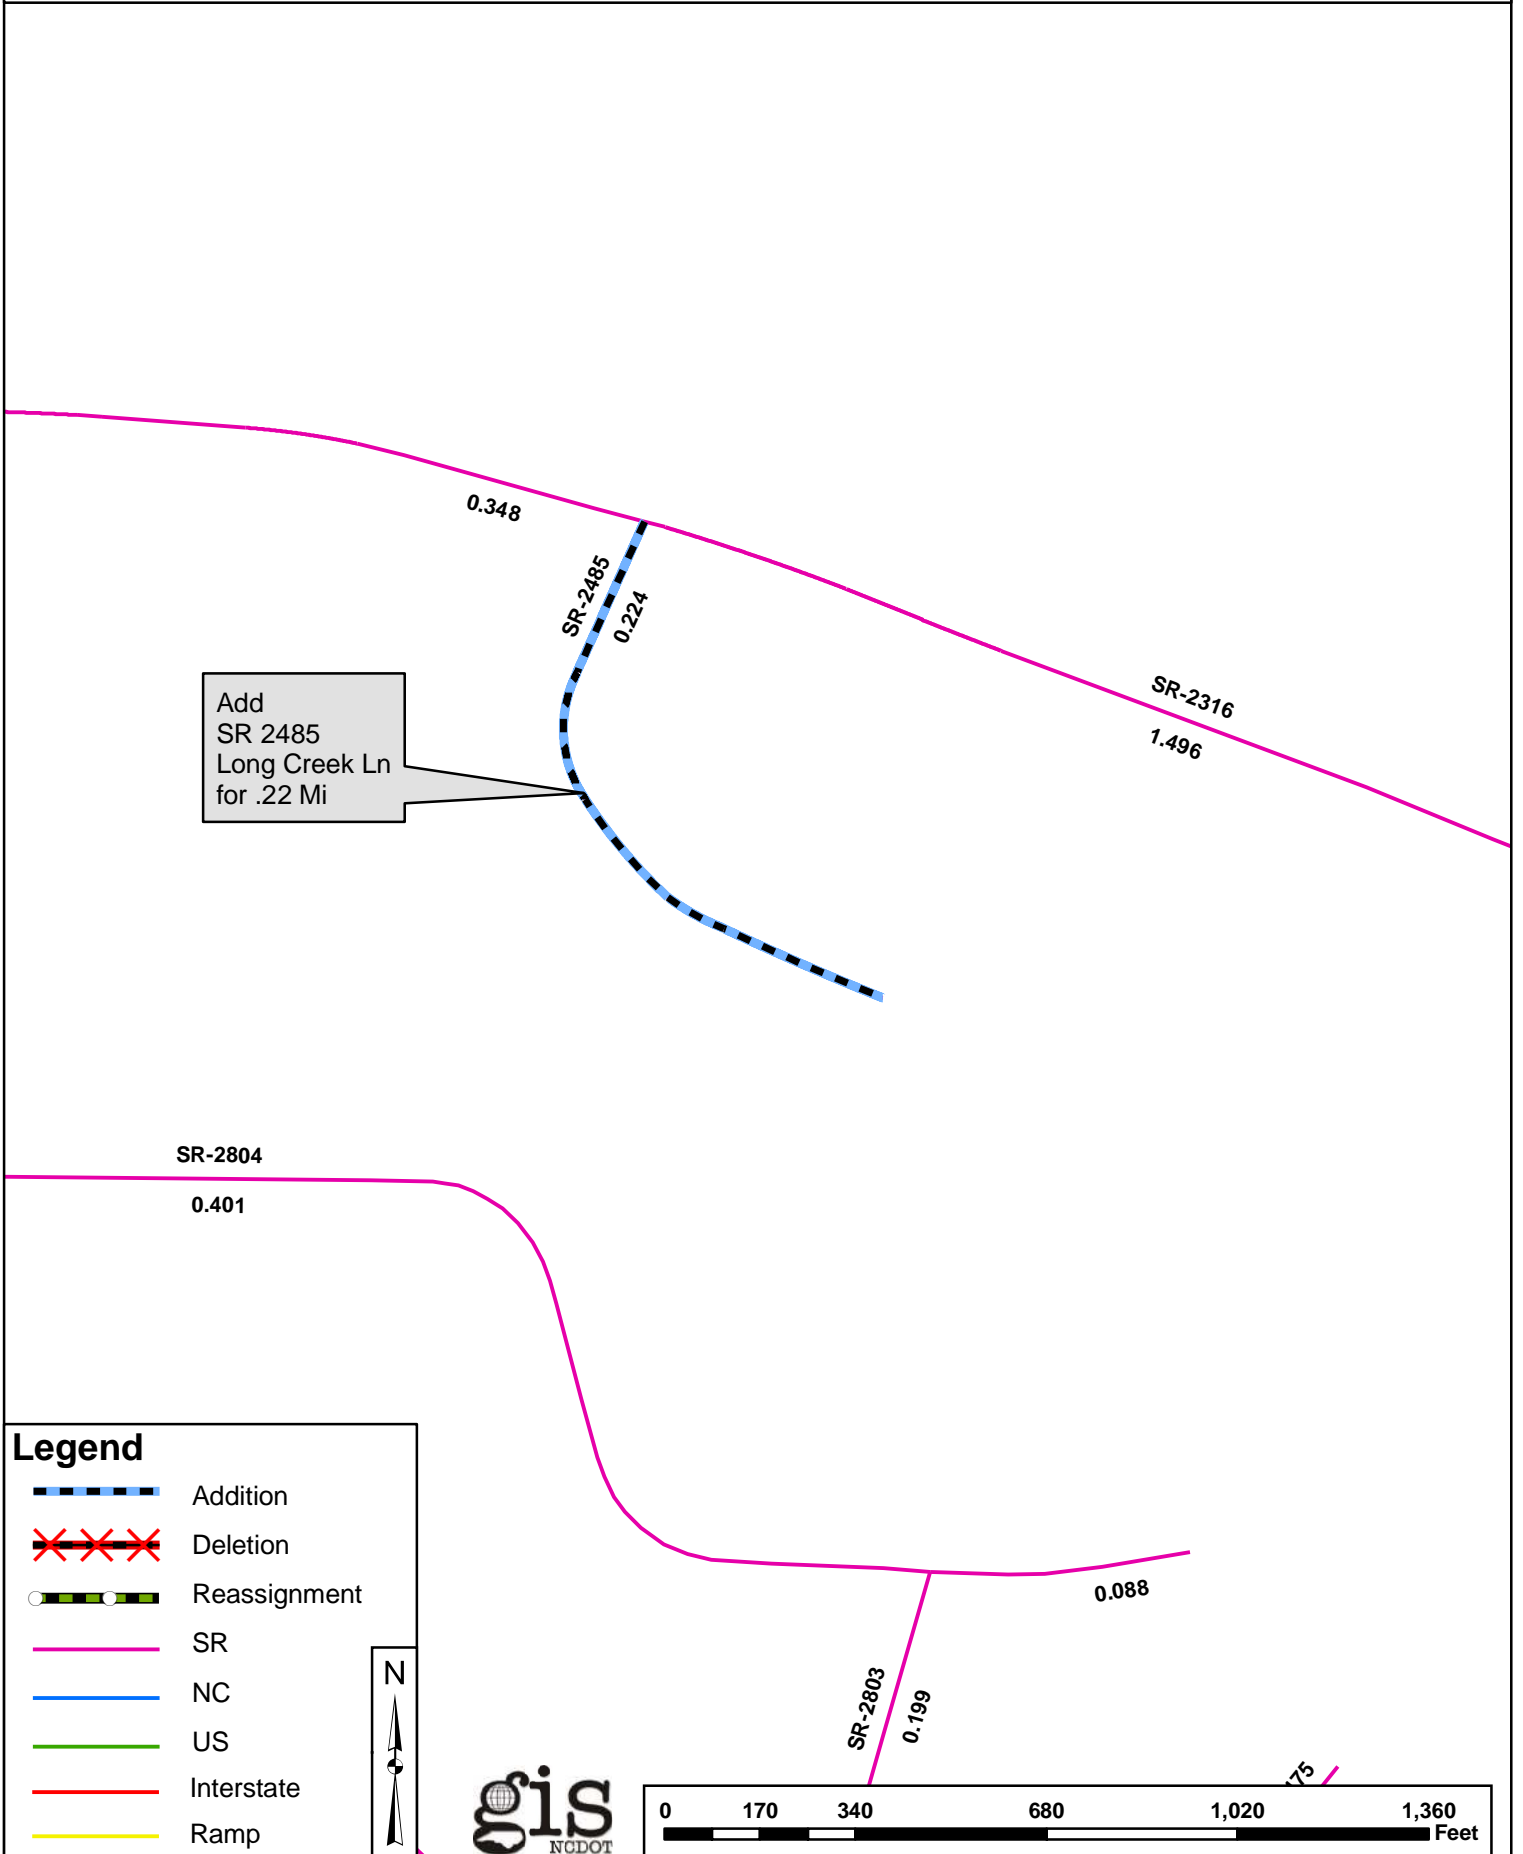 0.348
SR-2485
0.224
SR-2316
1.496
Add
SR 2485
Long Creek Ln
for .22 Mi
SR-2804
0.401
0.088
SR-2803
0.199
Legend
Addition
Deletion
Reassignment
SR
NC
US
Interstate
Ramp
N
gis
NCDOT
0 170 340 680 1,020 1,360
Feet